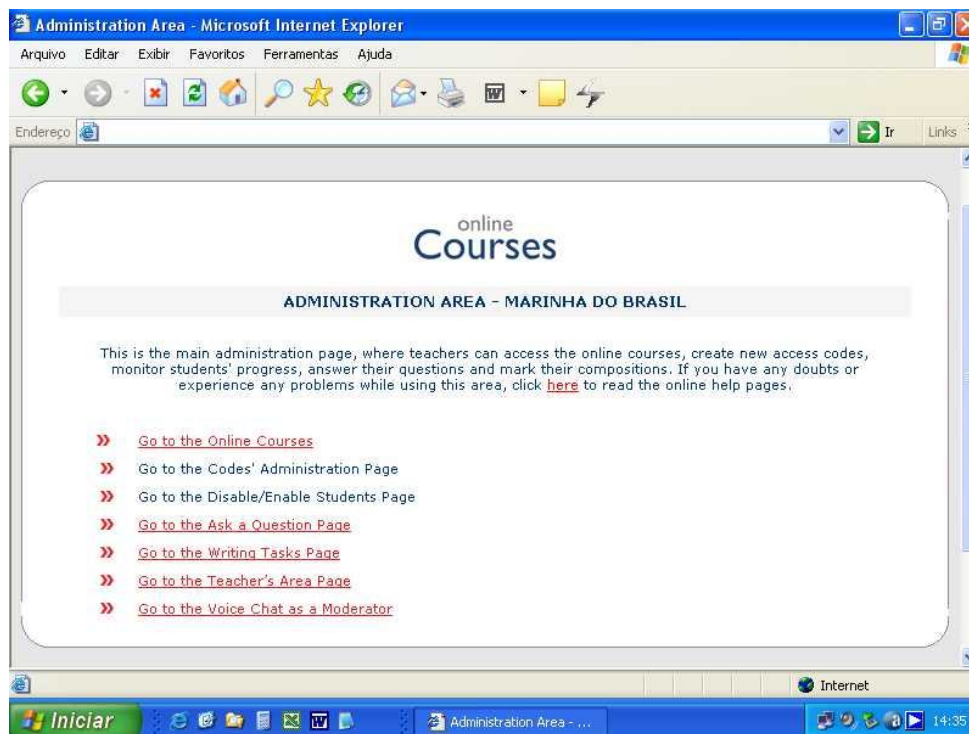 Administration Area - Microsoft Internet Explorer
Arquivo Editar Exibir Favoritos Ferramentas Ajuda
Endereço Ir Links
online
Courses
ADMINISTRATION AREA - MARINHA DO BRASIL
This is the main administration page, where teachers can access the online courses, create new access codes,
monitor students' progress, answer their questions and mark their compositions. If you have any doubts or
experience any problems while using this area, click here to read the online help pages.
» Go to the Online Courses
» Go to the Codes' Administration Page
» Go to the Disable/Enable Students Page
» Go to the Ask a Question Page
» Go to the Writing Tasks Page
» Go to the Teacher's Area Page
» Go to the Voice Chat as a Moderator
Internet
Iniciar Administration Area - ... 14:35